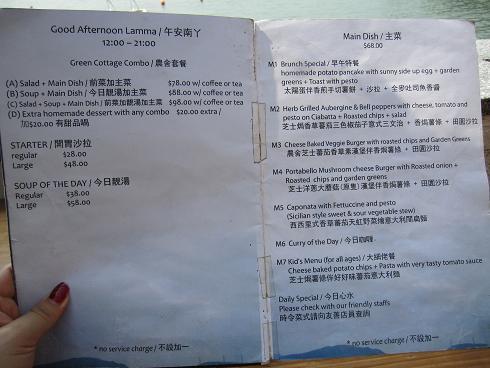 Good Afternoon Lamma / 午安南丫
12:00 – 21:00
Green Cottage Combo / 農舍套餐
(A) Salad + Main Dish / 前菜加主菜 $78.00 w/ coffee or tea
(B) Soup + Main Dish / 今日靚湯加主菜 $88.00 w/ coffee or tea
(C) Salad + Soup + Main Dish / 前菜加靚湯加主菜 $98.00 w/ coffee or tea
(D) Extra homemade dessert with any combo $20.00 extra /
加$20.00 有甜品喎
STARTER / 開胃沙拉
regular $28.00
Large $48.00
SOUP OF THE DAY / 今日靚湯
Regular $38.00
Large $58.00
* no service charge / 不設加一
Main Dish / 主菜
$68.00
M1 Brunch Special / 早午特餐
homemade potato pancake with sunny side up egg + garden
greens + Toast with pesto
太陽蛋伴香煎手切薯餅 + 沙拉 + 全麥吐司魚香醬
M2 Herb Grilled Aubergine & Bell peppers with cheese, tomato and
pesto on Ciabatta + Roasted chips + salad
芝士焗香草蕃茄三色椒茄子意式三文治 + 香焗薯條 + 田園沙拉
M3 Cheese Baked Veggie Burger with Roasted chips and Garden Greens
農舍芝士蕃茄香草素漢堡伴香焗薯條 + 田園沙拉
M4 Portabello Mushroom cheese Burger with Roasted onion +
Roasted chips and garden greens
芝士洋蔥大蘑菇(原隻)漢堡伴香焗薯條 + 田園沙拉
M5 Caponata with Fettuccine and pesto
(Sicilian style sweet & sour vegetable stew)
西西里式香草蕃茄天虹野菜燴意大利闊扁麵
M6 Curry of the Day / 今日咖喱
M7 Kid's Menu (for all ages) / 大細佬餐
Cheese baked potato chips + Pasta with very tasty tomato sauce
芝士焗薯條伴好好味蕃茄意大利麵
Daily Special / 今日心水
Please check with our friendly staffs
時令菜式請向友善店員查詢
* no service charge / 不設加一